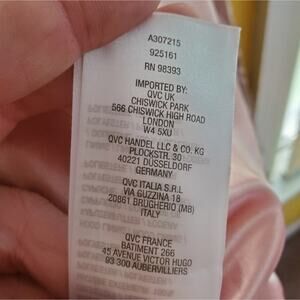 A307215
925161
RN 98393
IMPORTED BY:
QVC UK
CHISWICK PARK
566 CHISWICK HIGH ROAD
LONDON
W4 5XU
QVC HANDEL LLC & CO. KG
PLOCKSTR. 30
40221 DÜSSELDORF
GERMANY
QVC ITALIA S.R.L
VIA GUZZINA 18
20861 BRUGHERIO (MB)
ITALY
QVC FRANCE
BATIMENT 266
45 AVENUE VICTOR HUGO
93 300 AUBERVILLIERS